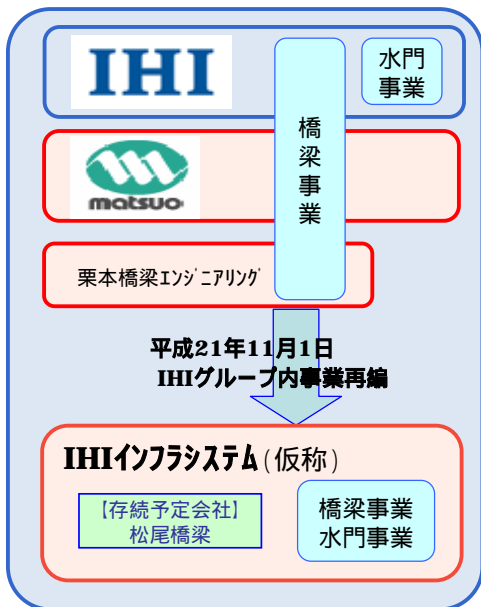 IHI
水門
事業
橋
梁
事
業
matsuo
栗本橋梁ｴﾝｼﾞﾆｱﾘﾝｸﾞ
平成21年11月1日
IHIグループ内事業再編
IHIインフラシステム(仮称)
【存続予定会社】
松尾橋梁
橋梁事業
水門事業